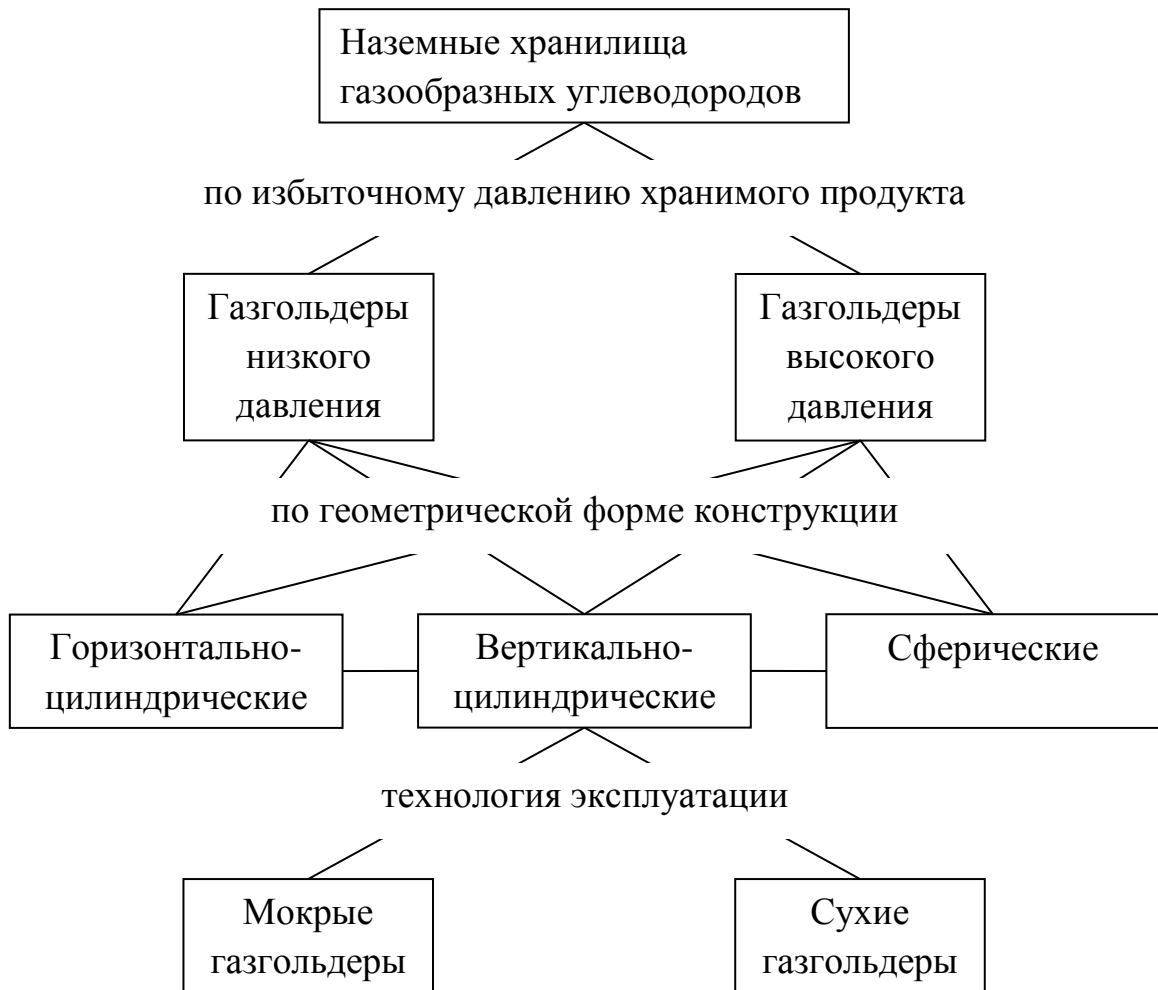 Наземные хранилища
газообразных углеводородов
по избыточному давлению хранимого продукта
Газгольдеры
низкого
давления
Газгольдеры
высокого
давления
по геометрической форме конструкции
Горизонтально-
цилиндрические
Вертикально-
цилиндрические
Сферические
технология эксплуатации
Мокрые
газгольдеры
Сухие
газгольдеры